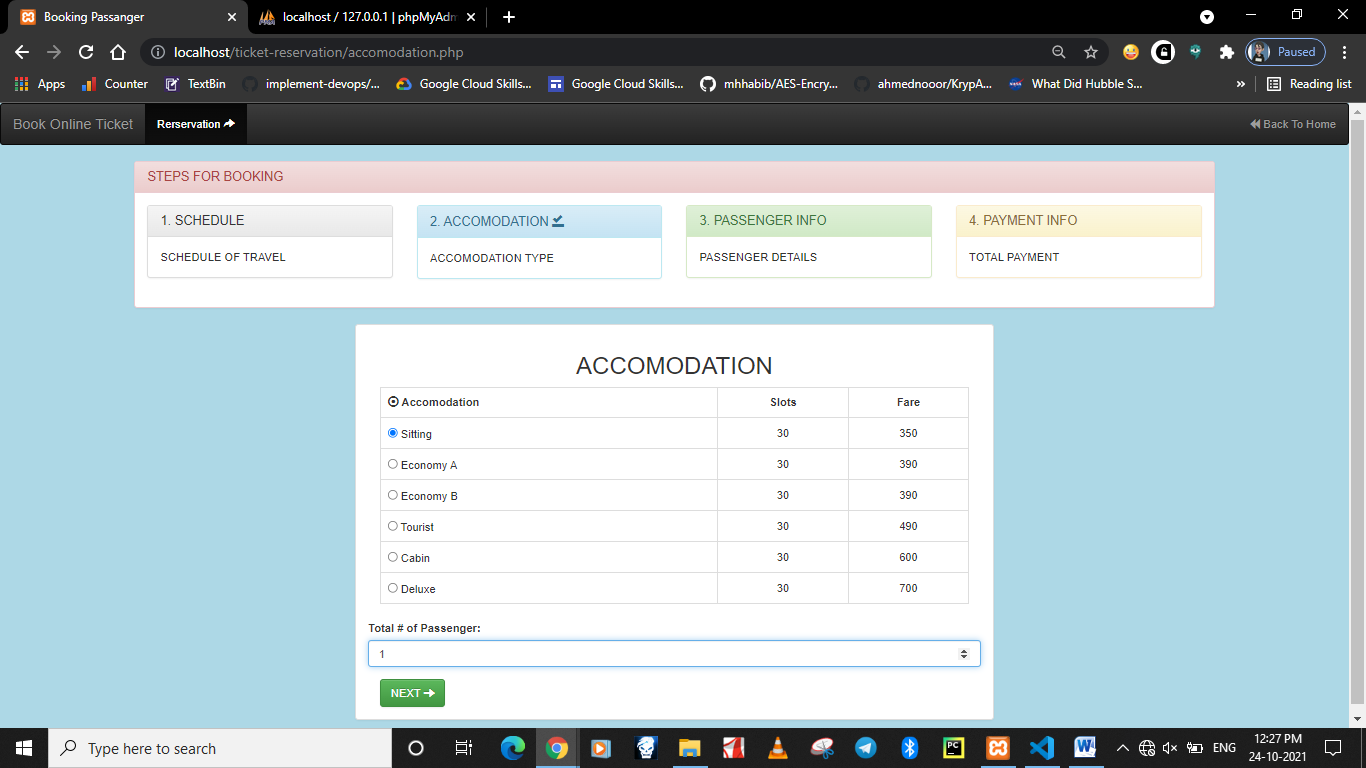 Booking Passanger
localhost / 127.0.0.1 | phpMyAdm
localhost/ticket-reservation/accomodation.php
Paused
Apps Counter TextBin implement-devops/... Google Cloud Skills... Google Cloud Skills... mhhabib/AES-Encry... ahmednooor/KrypA... What Did Hubble S... » Reading list
Book Online Ticket Rerservation Back To Home
STEPS FOR BOOKING
1. SCHEDULE
SCHEDULE OF TRAVEL
2. ACCOMODATION
ACCOMODATION TYPE
3. PASSENGER INFO
PASSENGER DETAILS
4. PAYMENT INFO
TOTAL PAYMENT
ACCOMODATION
Accomodation Slots Fare
Sitting 30 350
Economy A 30 390
Economy B 30 390
Tourist 30 490
Cabin 30 600
Deluxe 30 700
Total # of Passenger:
1
NEXT
Type here to search
PC
W
ENG
12:27 PM
24-10-2021